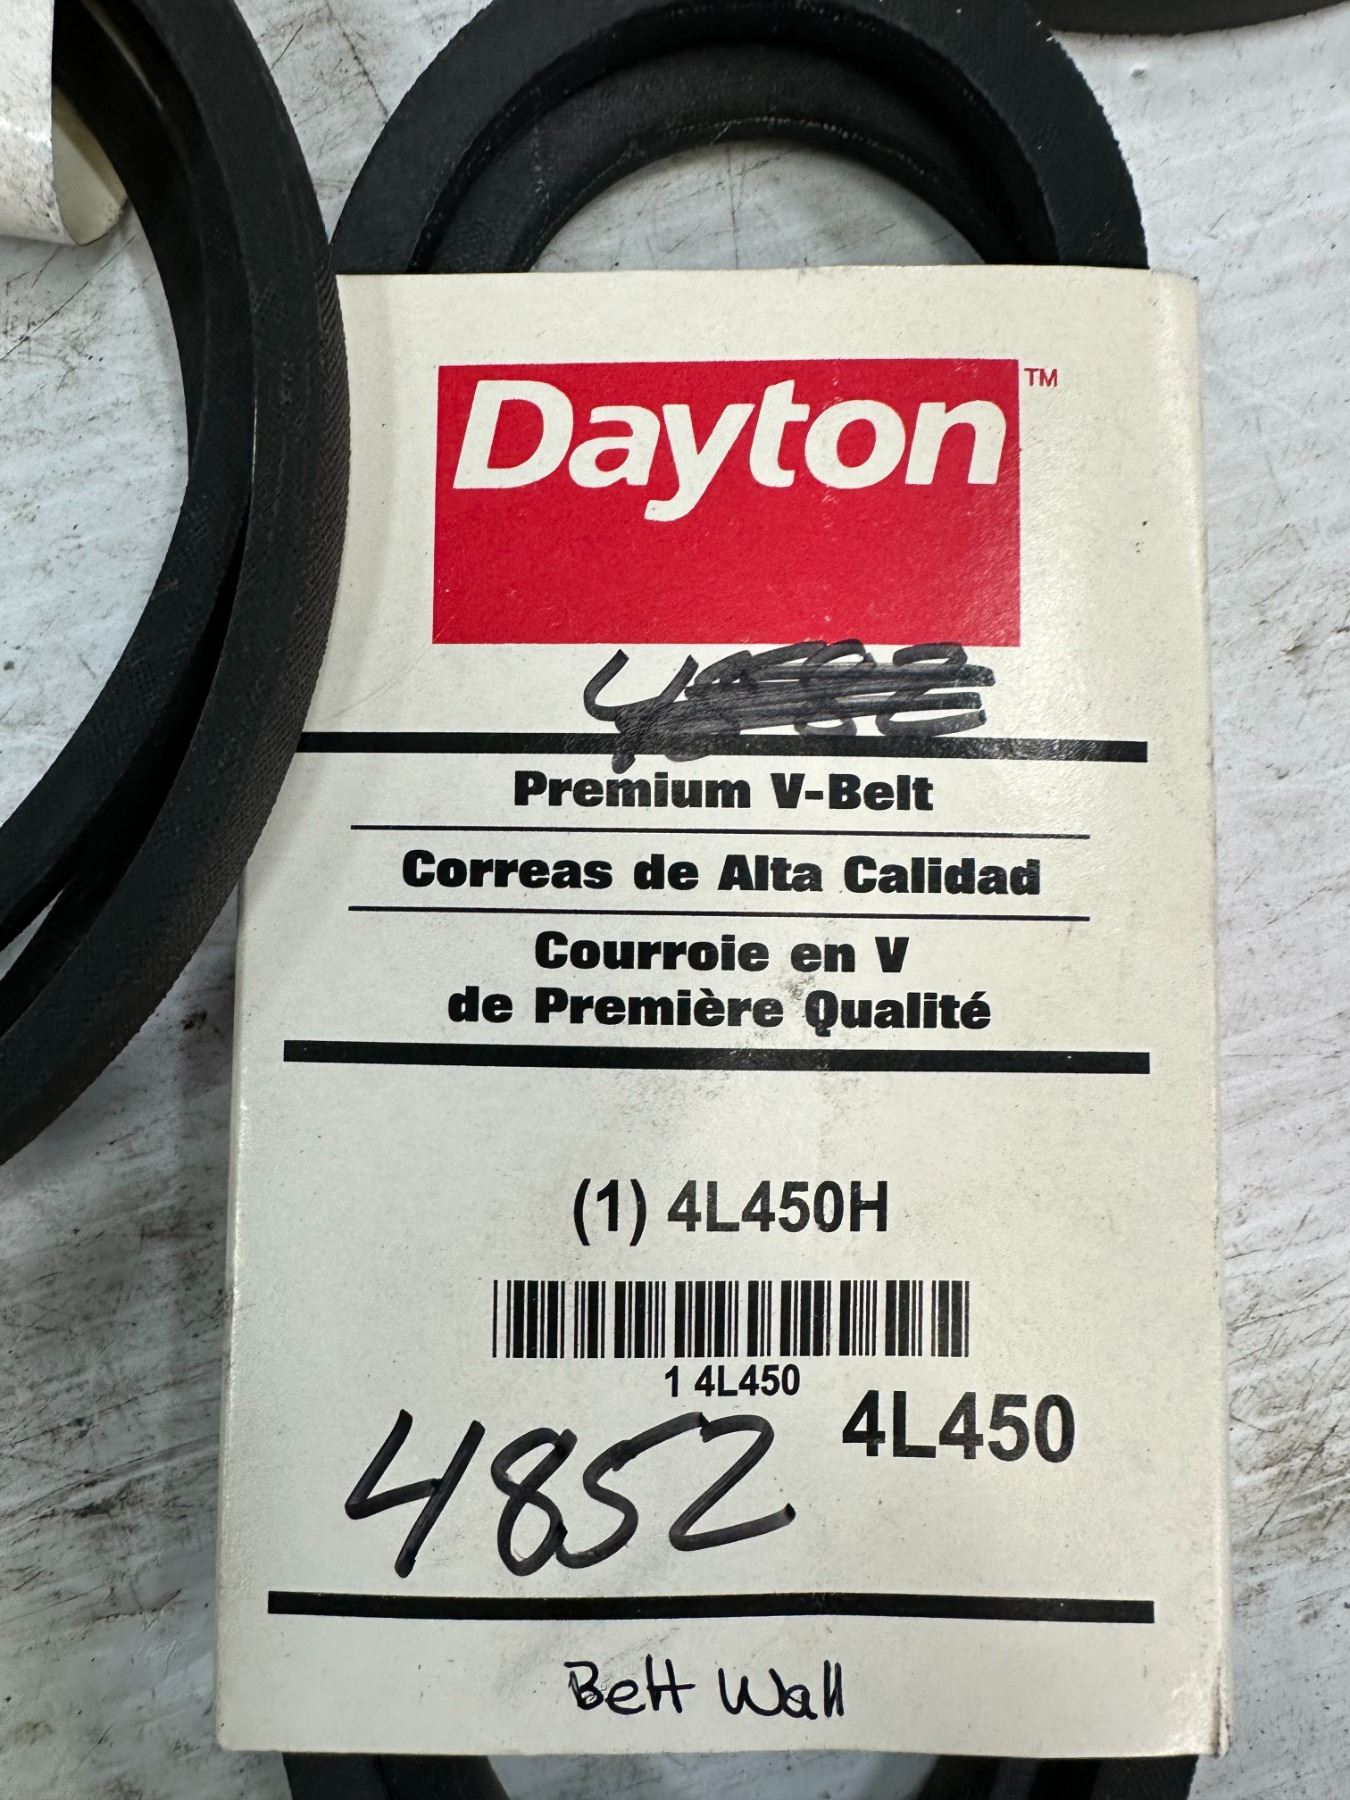 Dayton™
Premium V-Belt
Correas de Alta Calidad
Courroie en V
de Première Qualité
(1) 4L450H
1 4L450
4L450
4852
Belt Wall